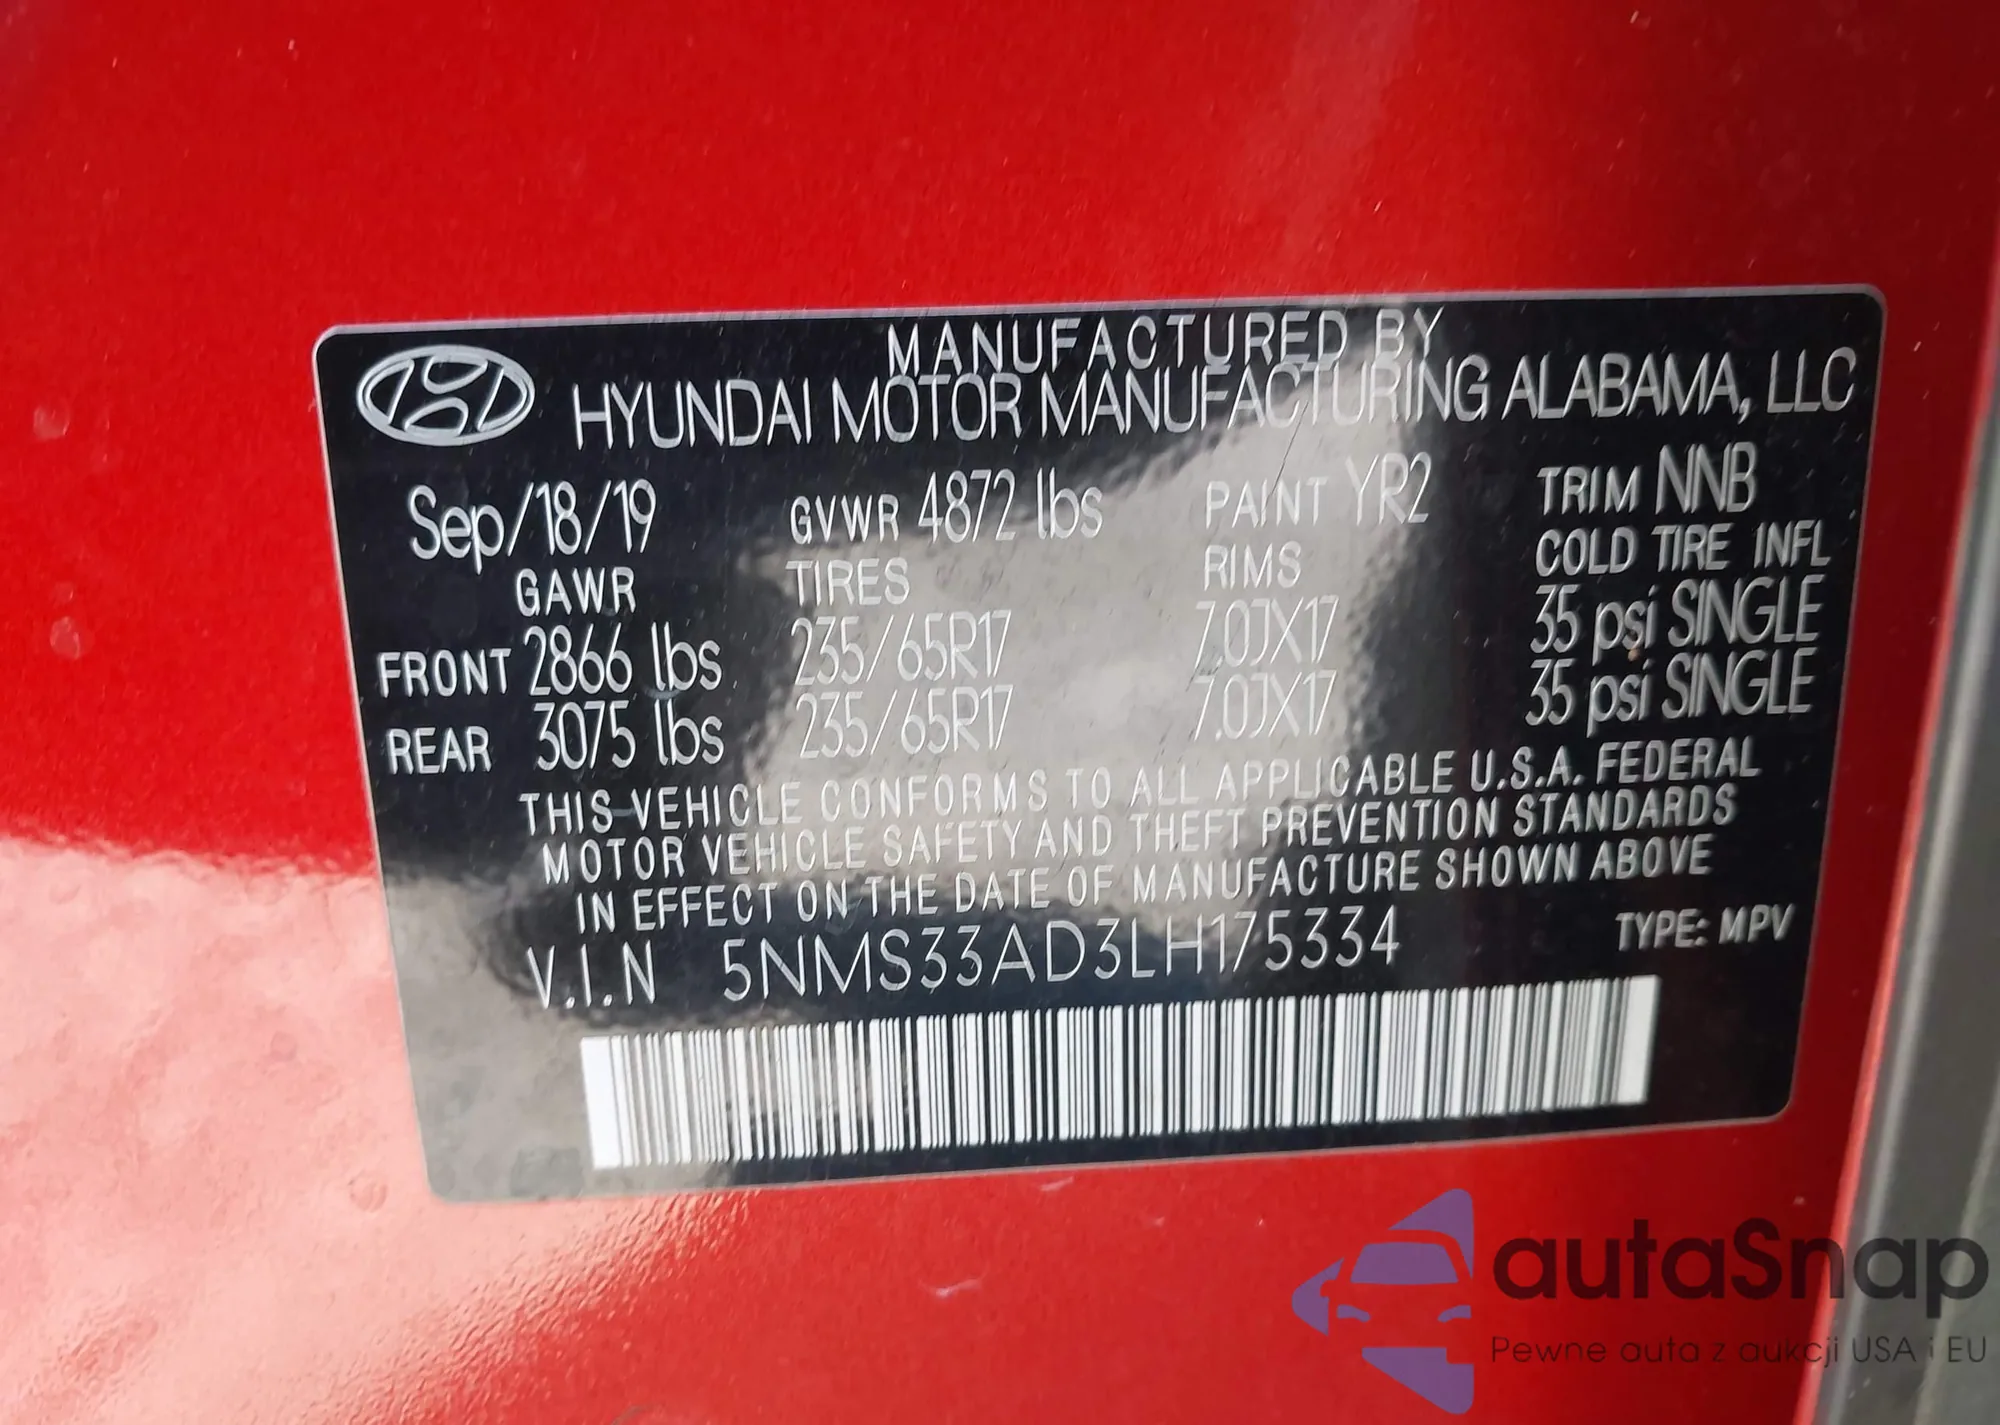 MANUFACTURED BY
HYUNDAI MOTOR MANUFACTURING ALABAMA, LLC
Sep/18/19 GVWR 4872 lbs PAINT YR2 TRIM NNB
GAWR TIRES RIMS COLD TIRE INFL
FRONT 2866 lbs 235/65R17 7.0JX17 35 psi SINGLE
REAR 3075 lbs 235/65R17 7.0JX17 35 psi SINGLE
THIS VEHICLE CONFORMS TO ALL APPLICABLE U.S.A. FEDERAL
MOTOR VEHICLE SAFETY AND THEFT PREVENTION STANDARDS
IN EFFECT ON THE DATE OF MANUFACTURE SHOWN ABOVE
V.I.N 5NMS33AD3LH175334 TYPE: MPV
autaSnap
Pewne auta z aukcji USA i EU